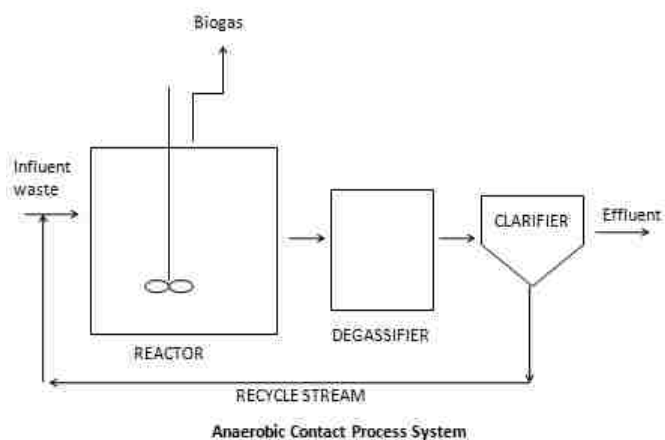 Biogas
Influent
waste
CLARIFIER
Effluent
REACTOR
DEGASSIFIER
RECYCLE STREAM
Anaerobic Contact Process System